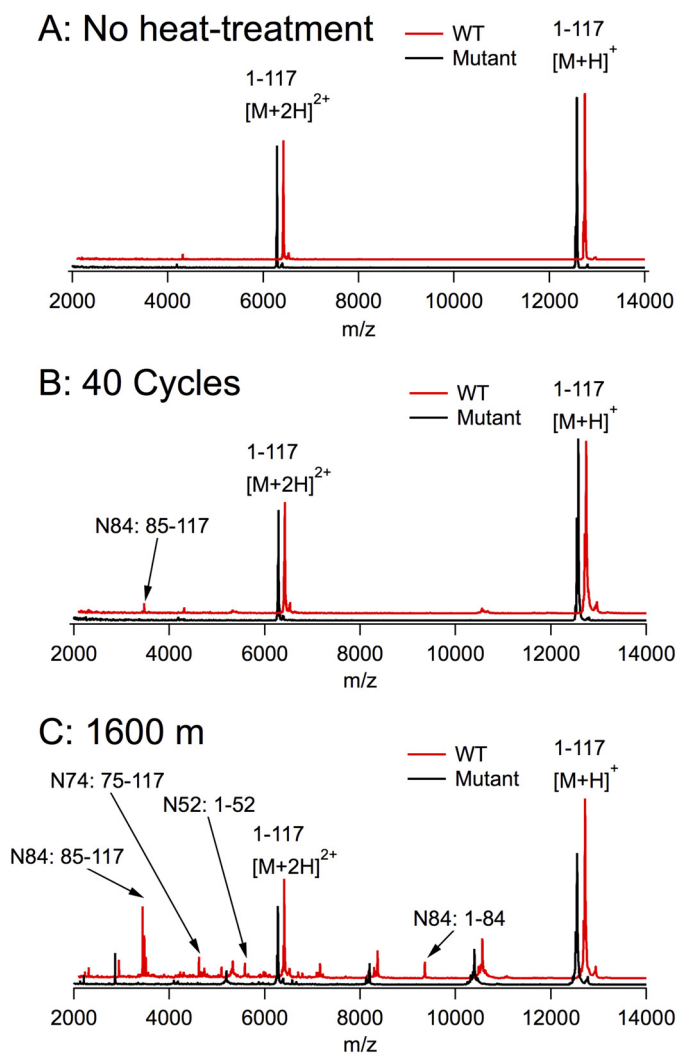 A: No heat-treatment
WT
Mutant
1-117
[M+H]+
1-117
[M+2H]2+
2000 4000 6000 8000 10000 12000 14000
m/z
B: 40 Cycles
WT
Mutant
1-117
[M+H]+
1-117
[M+2H]2+
N84: 85-117
2000 4000 6000 8000 10000 12000 14000
m/z
C: 1600 m
WT
Mutant
1-117
[M+H]+
N74: 75-117
N52: 1-52
1-117
[M+2H]2+
N84: 85-117
N84: 1-84
2000 4000 6000 8000 10000 12000 14000
m/z